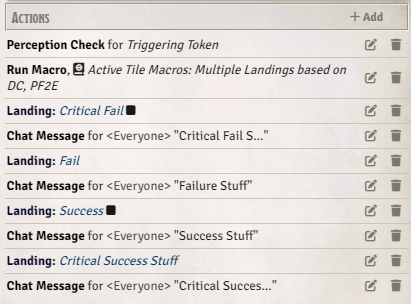 ACTIONS + Add
Perception Check for Triggering Token
Run Macro, Active Tile Macros: Multiple Landings based on
DC, PF2E
Landing: Critical Fail
Chat Message for <Everyone> "Critical Fail S..."
Landing: Fail
Chat Message for <Everyone> "Failure Stuff"
Landing: Success
Chat Message for <Everyone> "Success Stuff"
Landing: Critical Success Stuff
Chat Message for <Everyone> "Critical Succes..."